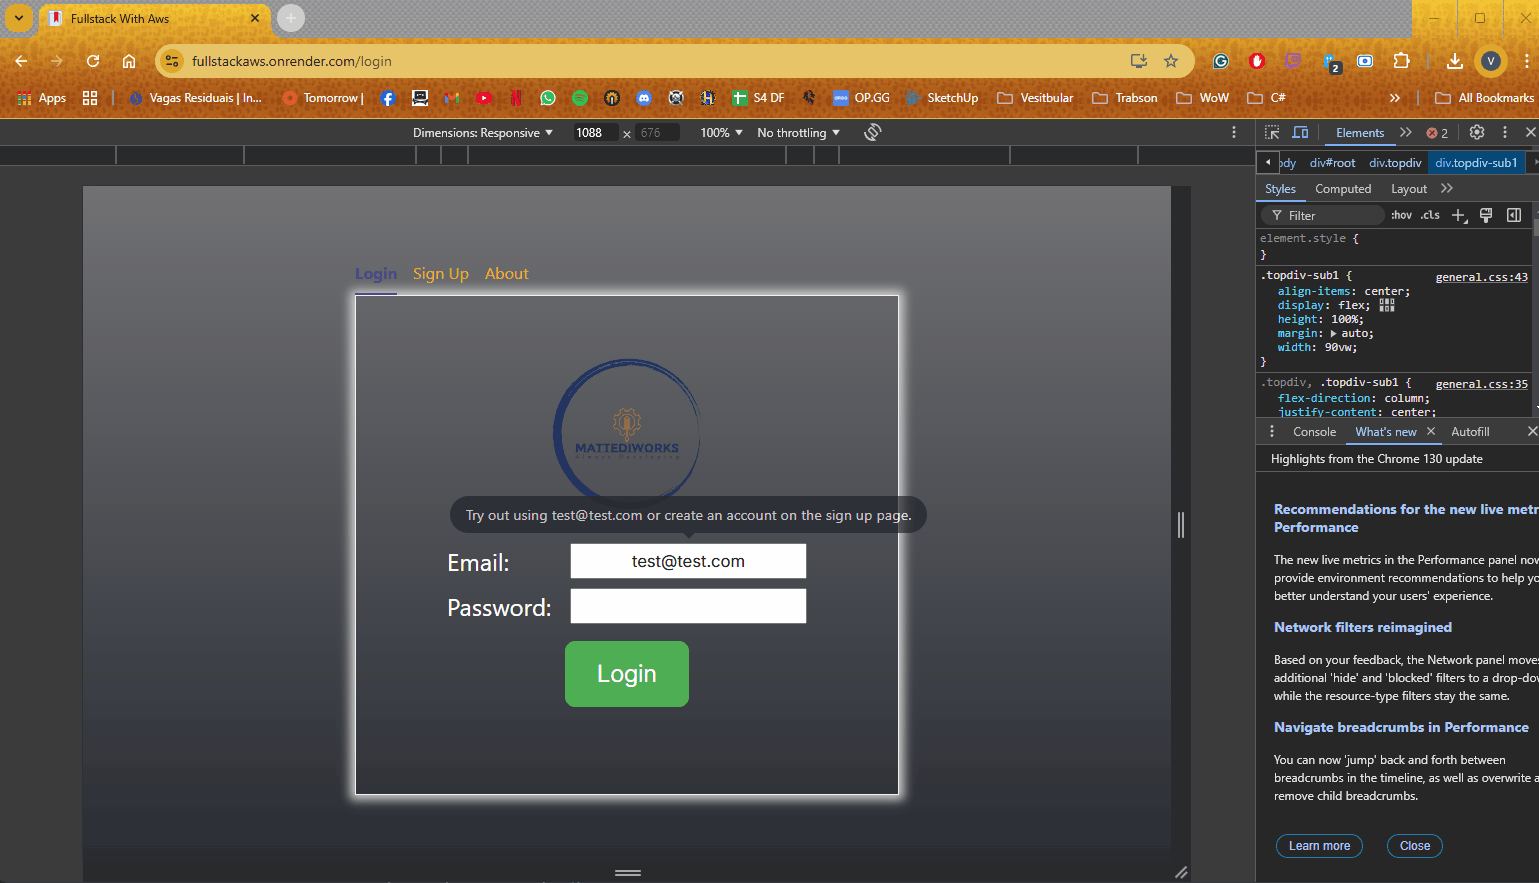 Fullstack With Aws
fullstackaws.onrender.com/login
2
V
Apps
Vagas Residuais | In...
Tomorrow |
S4 DF
OP.GG
SketchUp
Vestibular
Trabson
WoW
C#
All Bookmarks
Dimensions: Responsive
1088
×
676
100%
No throttling
Elements
2
ody
div#root
div.topdiv
div.topdiv-sub1
Styles
Computed
Layout
Filter
:hov
.cls
element.style {
}
.topdiv-sub1 {
general.css:43
align-items: center;
display: flex;
height: 100%;
margin: auto;
width: 90vw;
}
.topdiv, .topdiv-sub1 {
general.css:35
flex-direction: column;
justify-content: center;
Console
What's new
Autofill
Highlights from the Chrome 130 update
Recommendations for the new live metr
Performance
The new live metrics in the Performance panel now
provide environment recommendations to help yo
better understand your users' experience.
Network filters reimagined
Based on your feedback, the Network panel moves
additional 'hide' and 'blocked' filters to a drop-do
while the resource-type filters stay the same.
Navigate breadcrumbs in Performance
You can now 'jump' back and forth between
breadcrumbs in the timeline, as well as overwrite a
remove child breadcrumbs.
Learn more
Close
Login
Sign Up
About
MATTEDIWORKS
Always Developing
Try out using test@test.com or create an account on the sign up page.
Email:
test@test.com
Password:
Login